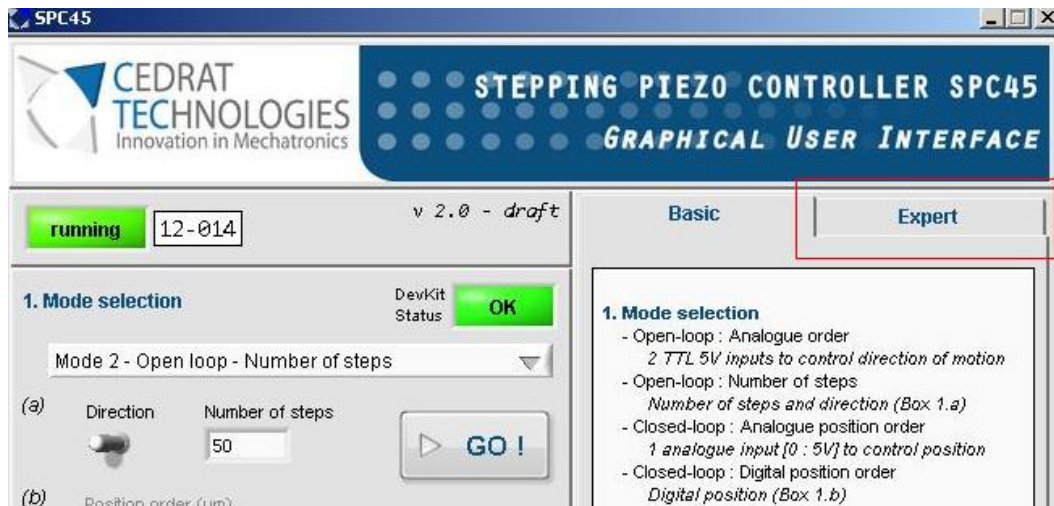 SPC45
CEDRAT
TECHNOLOGIES
Innovation in Mechatronics
STEPPING PIEZO CONTROLLER SPC45
GRAPHICAL USER INTERFACE
running
12-014
v 2.0 - draft
1. Mode selection
DevKit
Status
OK
Mode 2 - Open loop - Number of steps
(a)
Direction
Number of steps
50
GO !
(b)
Position order (um)
Basic
Expert
1. Mode selection
- Open-loop : Analogue order
2 TTL 5V inputs to control direction of motion
- Open-loop : Number of steps
Number of steps and direction (Box 1.a)
- Closed-loop : Analogue position order
1 analogue input [0 : 5V] to control position
- Closed-loop : Digital position order
Digital position (Box 1.b)